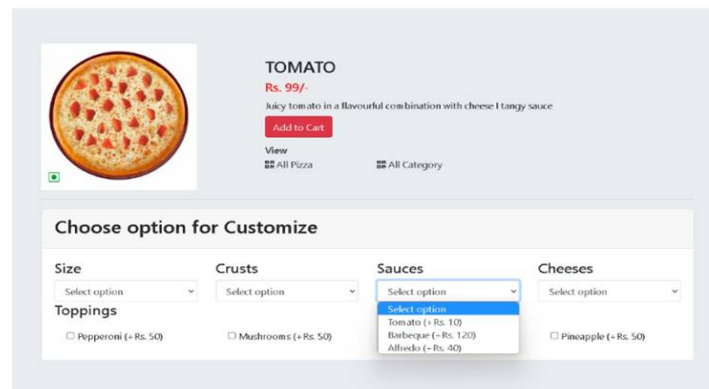 TOMATO
Rs. 99/-
Juicy tomato in a flavourful combination with cheese I tangy sauce
Add to Cart
View
All Pizza All Category
Choose option for Customize
Size Crusts Sauces Cheeses
Select option Select option Select option Select option
Select option
Toppings
Tomato (+Rs. 10)
Pepperoni (+Rs. 50) Mushrooms (+Rs. 50) Barbeque (+Rs. 120) Pineapple (+Rs. 50)
Alfredo (+Rs. 40)